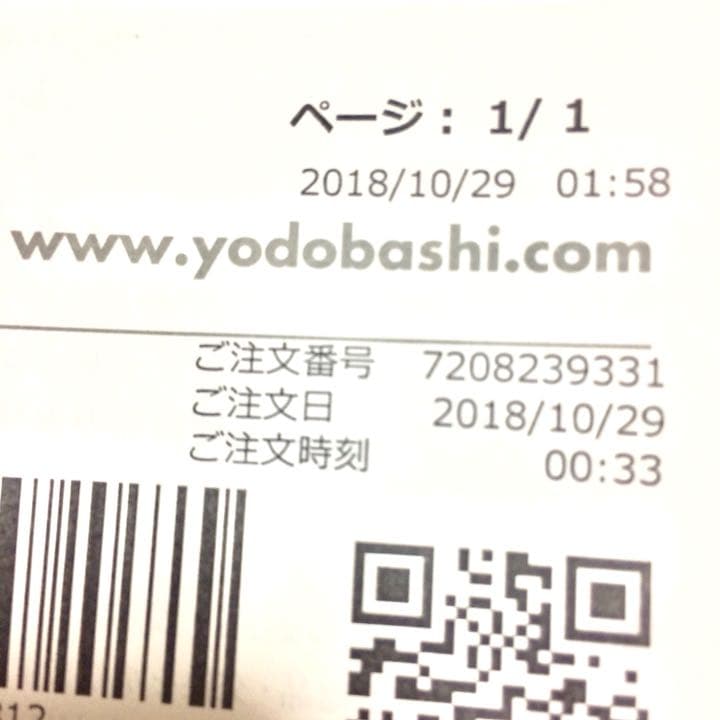 ページ： 1/ 1
2018/10/29 01:58
www.yodobashi.com
ご注文番号 7208239331
ご注文日 2018/10/29
ご注文時刻 00:33